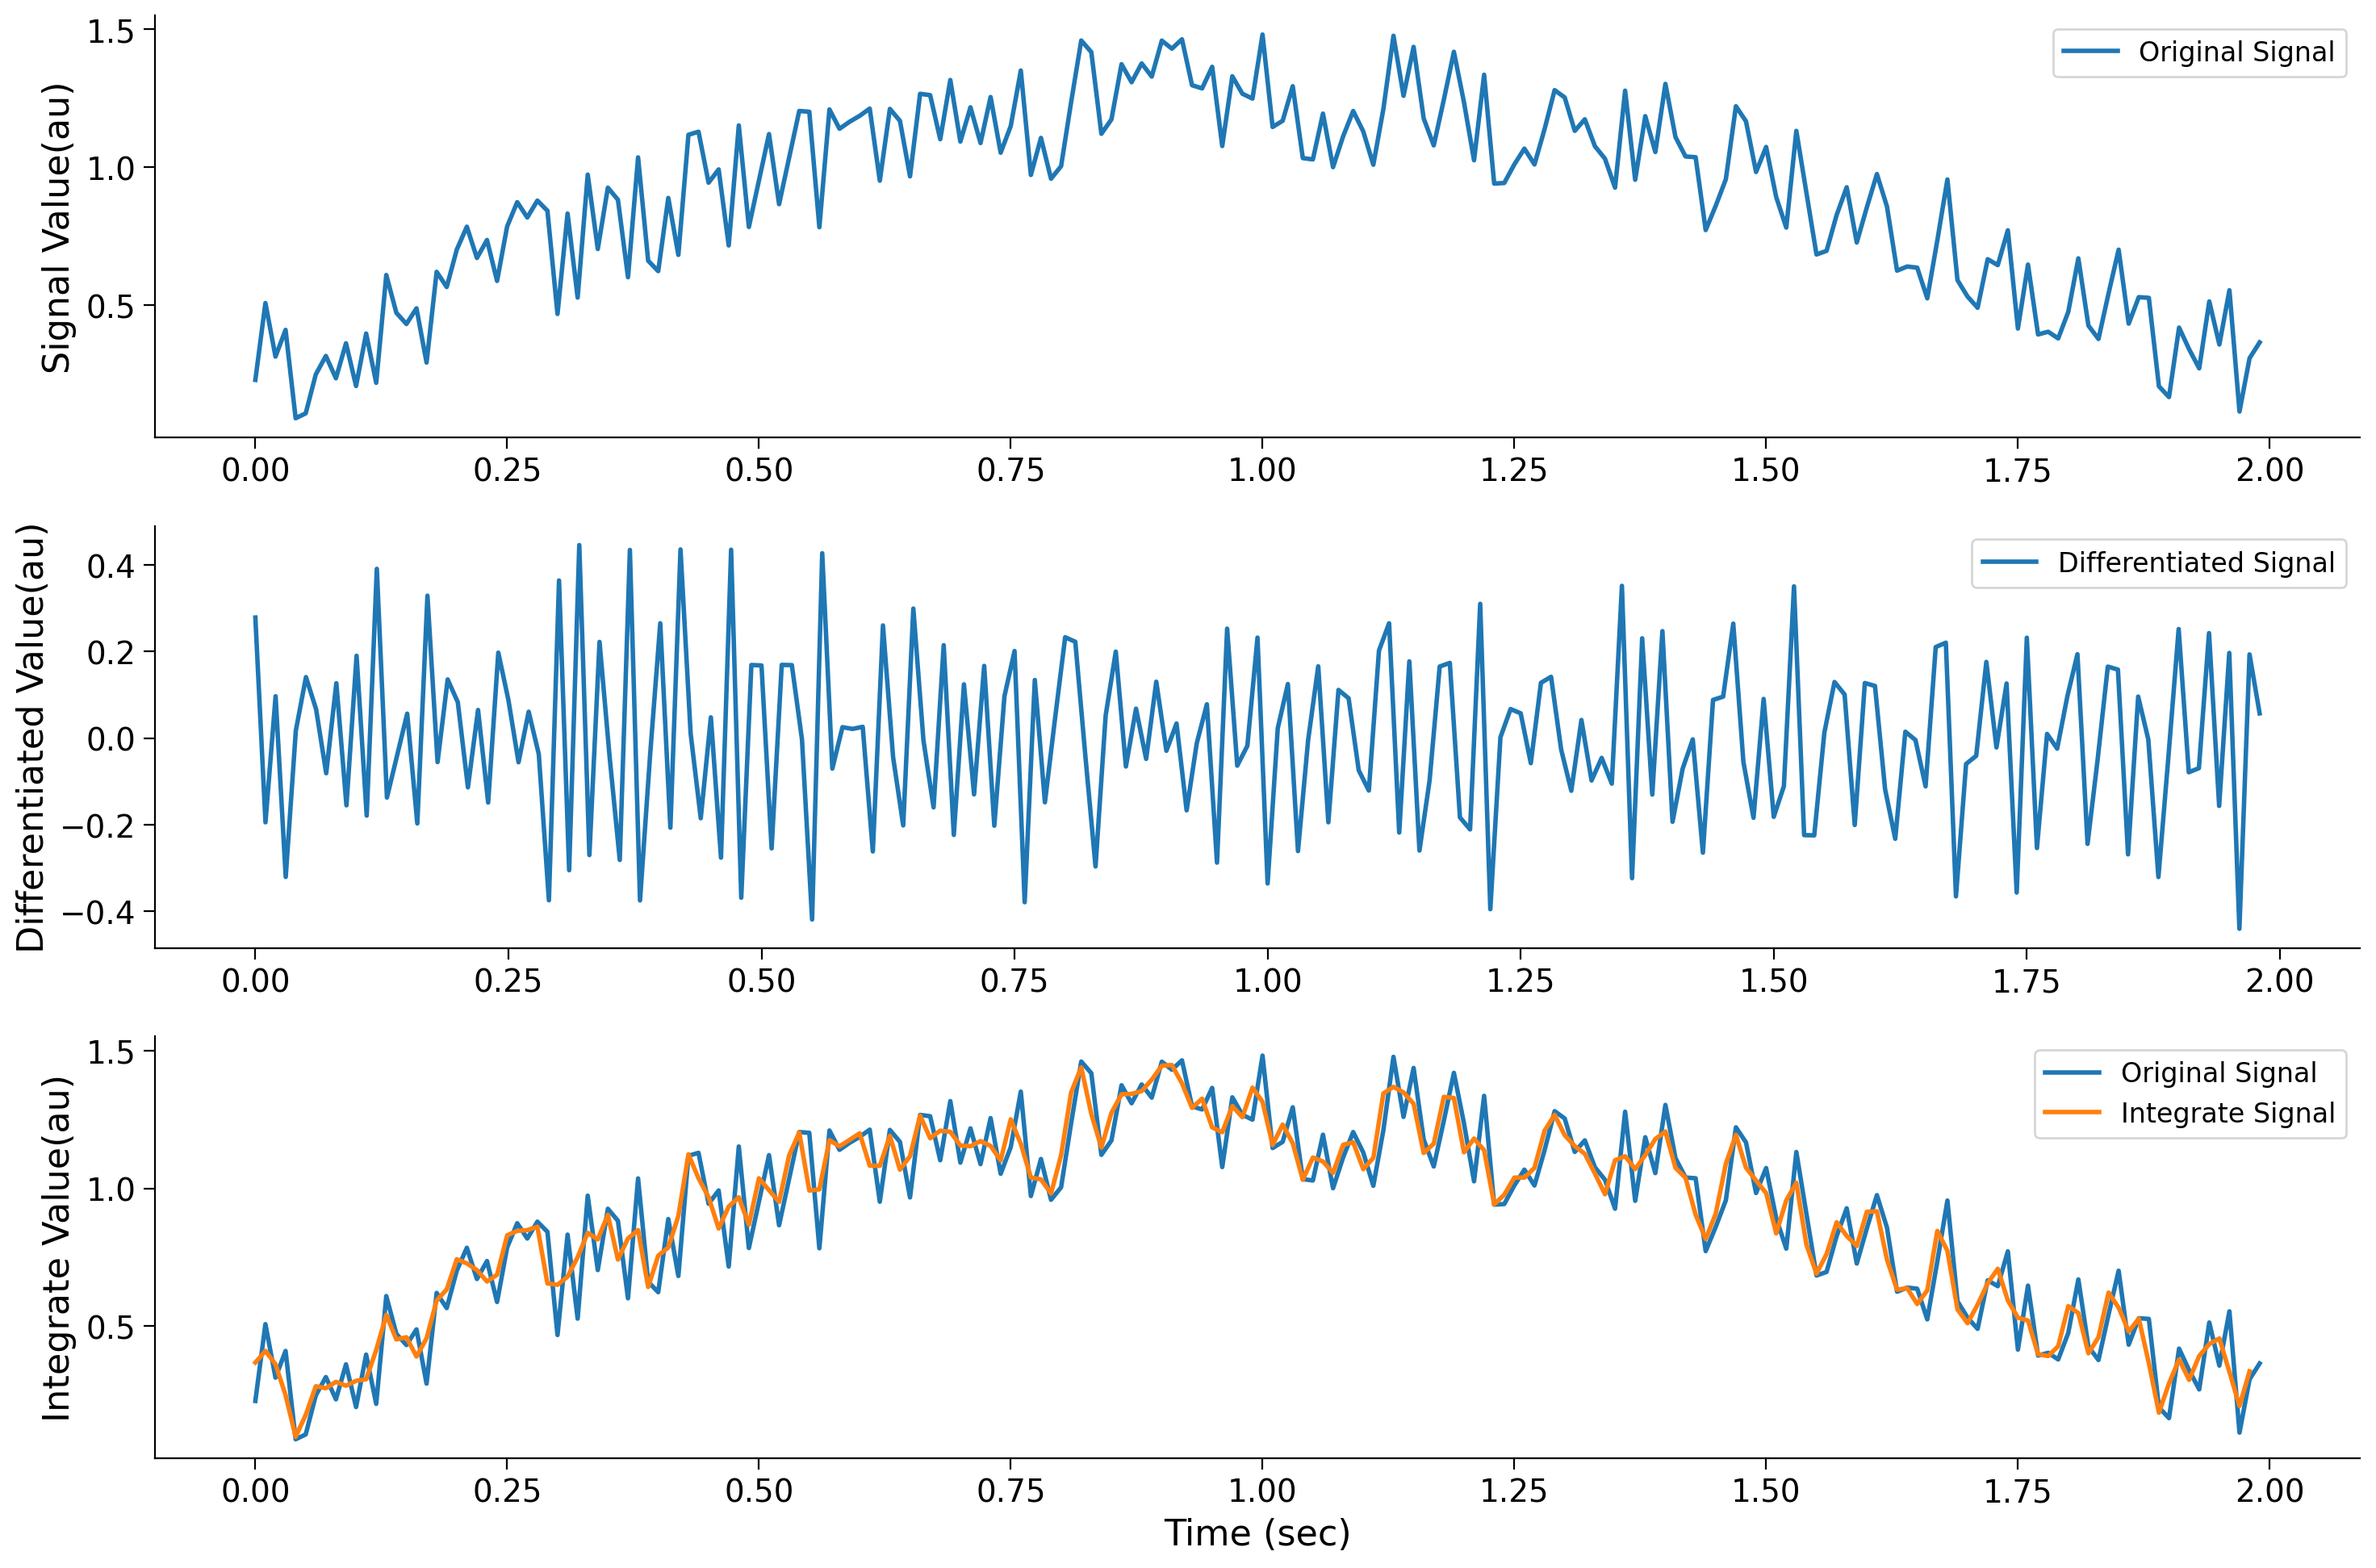 Signal Value(au)
1.5
1.0
0.5
Original Signal
0.00 0.25 0.50 0.75 1.00 1.25 1.50 1.75 2.00
Differentiated Value(au)
0.4
0.2
0.0
−0.2
−0.4
Differentiated Signal
0.00 0.25 0.50 0.75 1.00 1.25 1.50 1.75 2.00
Integrate Value(au)
1.5
1.0
0.5
Original Signal
Integrate Signal
0.00 0.25 0.50 0.75 1.00 1.25 1.50 1.75 2.00
Time (sec)